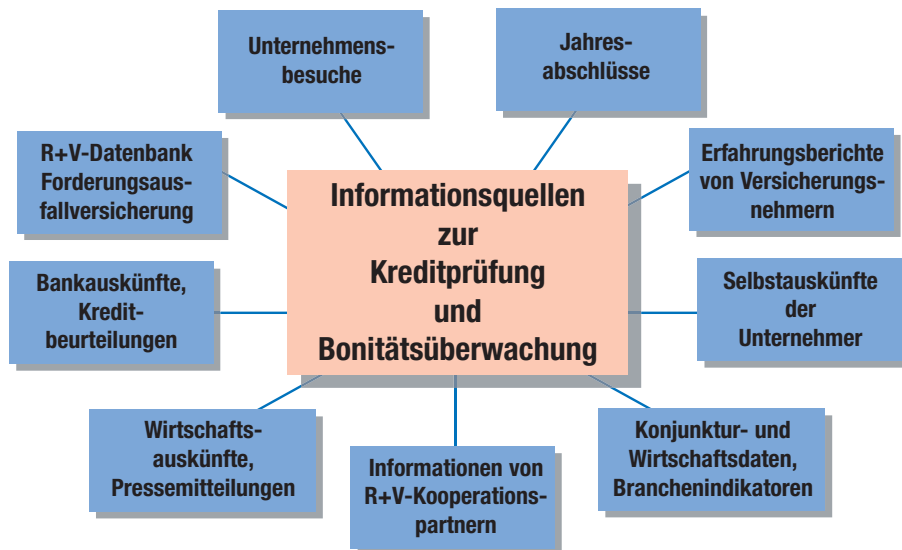 Unternehmens-
besuche
Jahres-
abschlüsse
R+V-Datenbank
Forderungsaus-
fallversicherung
Erfahrungsberichte
von Versicherungs-
nehmern
Informationsquellen
zur
Kreditprüfung
und
Bonitätsüberwachung
Bankauskünfte,
Kredit-
beurteilungen
Selbstauskünfte
der
Unternehmer
Wirtschafts-
auskünfte,
Pressemitteilungen
Informationen von
R+V-Kooperations-
partnern
Konjunktur- und
Wirtschaftsdaten,
Branchenindikatoren